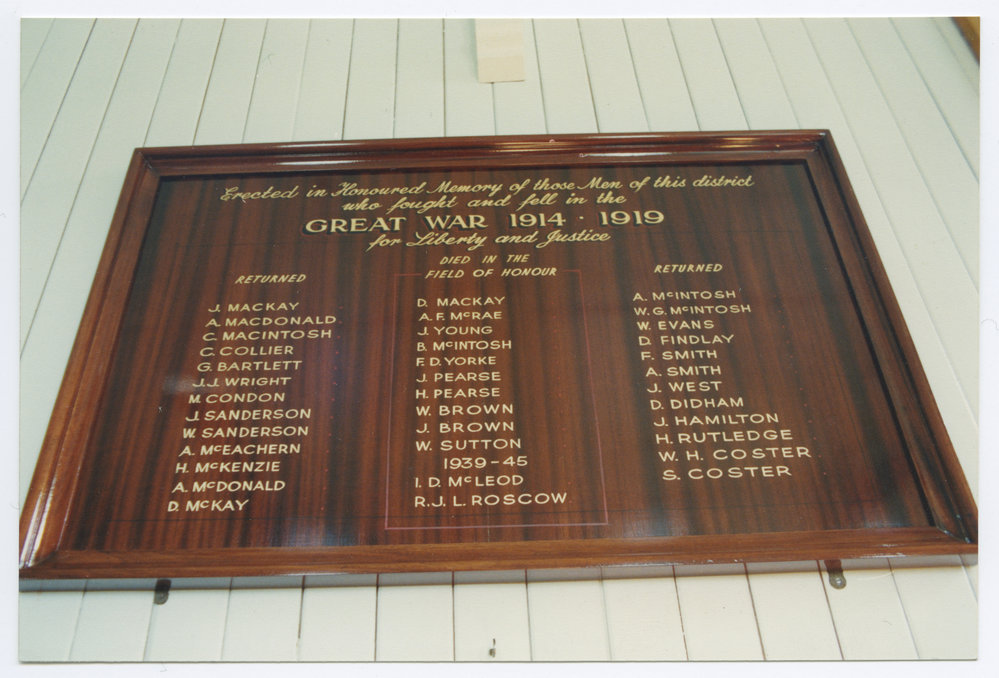 Erected in Honoured Memory of those Men of this district
who fought and fell in the
GREAT WAR 1914 · 1919
for Liberty and Justice
DIED IN THE
FIELD OF HONOUR
RETURNED
J. MACKAY
A. MACDONALD
C. MACINTOSH
C. COLLIER
G. BARTLETT
J.J. WRIGHT
M. CONDON
J. SANDERSON
W. SANDERSON
A. McEACHERN
H. McKENZIE
A. McDONALD
D. McKAY
D. MACKAY
A. F. McRAE
J. YOUNG
B. McINTOSH
F. D. YORKE
J. PEARSE
H. PEARSE
W. BROWN
J. BROWN
W. SUTTON
1939-45
I. D. McLEOD
R.J.L. ROSCOW
RETURNED
A. McINTOSH
W. G. McINTOSH
W. EVANS
D. FINDLAY
F. SMITH
A. SMITH
J. WEST
D. DIDHAM
J. HAMILTON
H. RUTLEDGE
W. H. COSTER
S. COSTER